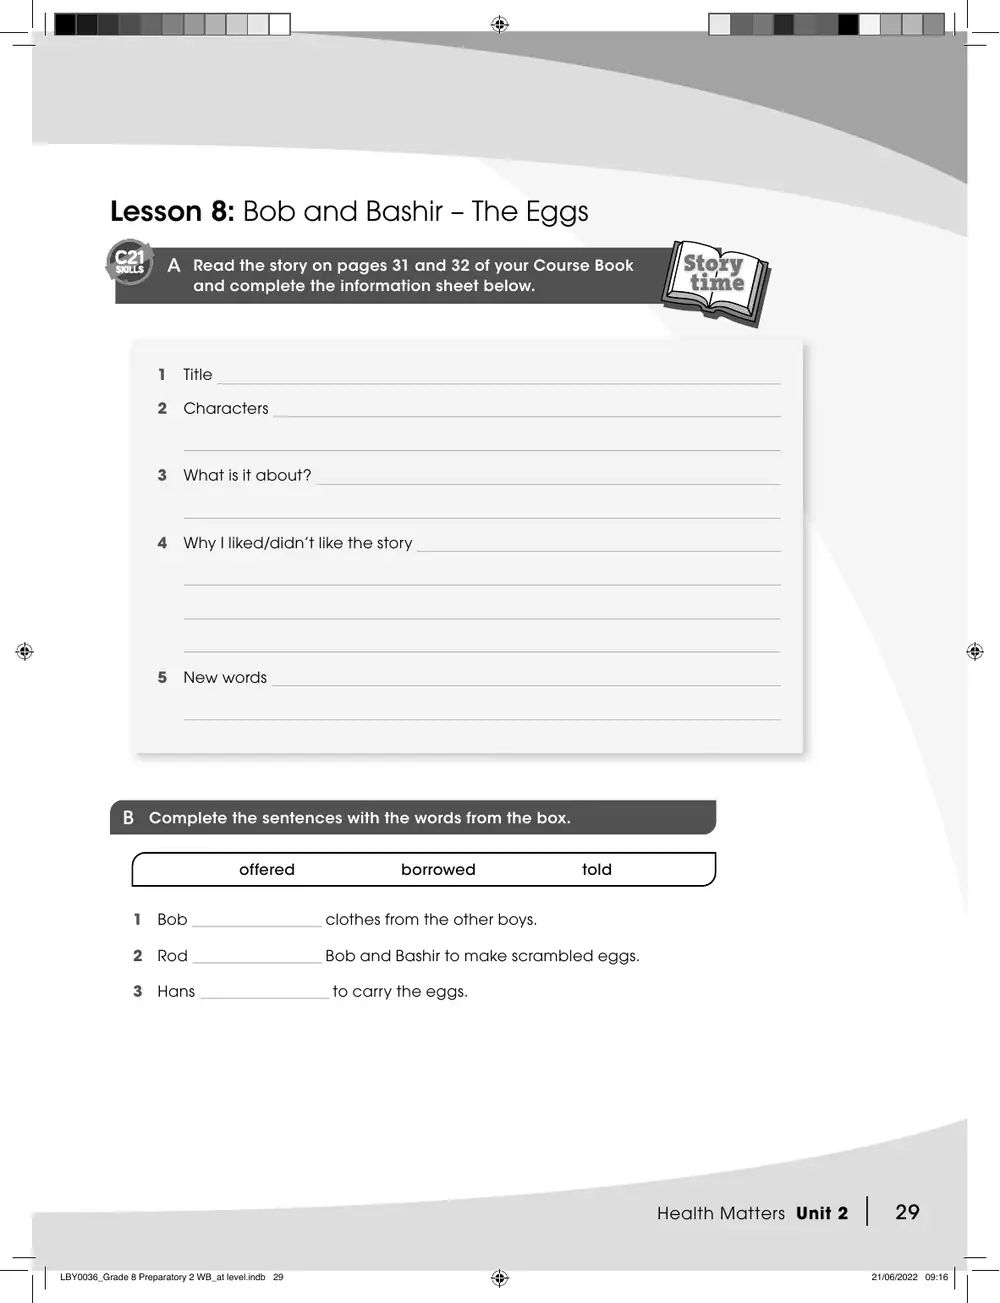 Lesson 8: Bob and Bashir – The Eggs
C21
SKILLS
A Read the story on pages 31 and 32 of your Course Book
and complete the information sheet below.
Story
time
1 Title
2 Characters
3 What is it about?
4 Why I liked/didn't like the story
5 New words
B Complete the sentences with the words from the box.
offered borrowed told
1 Bob ______ clothes from the other boys.
2 Rod ______ Bob and Bashir to make scrambled eggs.
3 Hans ______ to carry the eggs.
Health Matters Unit 2 29
LBY0036_Grade 8 Preparatory 2 WB_at level.indb 29 21/06/2022 09:16